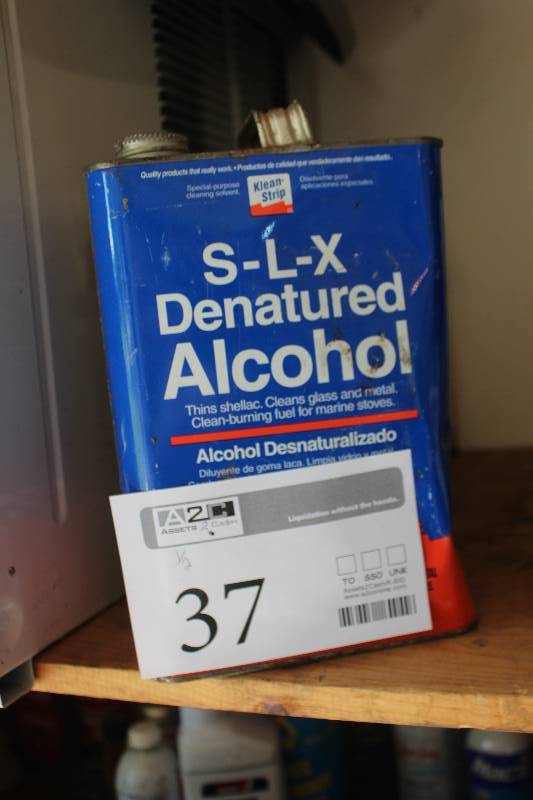 Quality products that really work. • Productos de calidad que verdaderamente dan resultado.
Special-purpose
cleaning solvent.
Klean-
Strip
Disolvente para
aplicaciones especiales.
S-L-X
Denatured
Alcohol
Thins shellac. Cleans glass and metal.
Clean-burning fuel for marine stoves.
Alcohol Desnaturalizado
Diluyente de goma laca. Limpia vidrio y metal.
A2C
ASSETS 2 CASH
Liquidation without the hassle.
1/2
37
TO SSO UNK